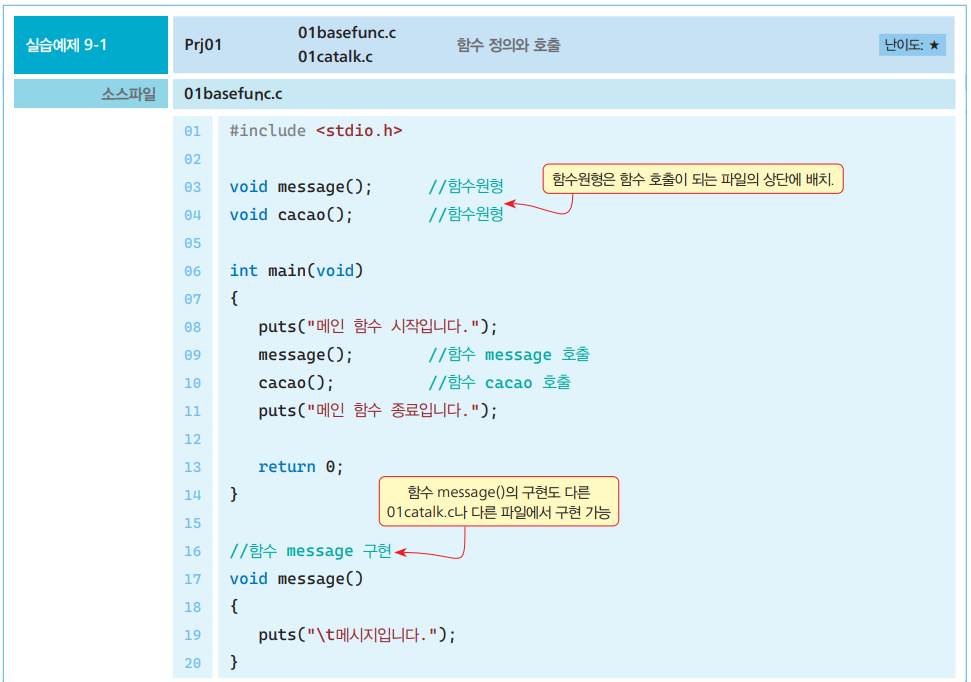 실습예제 9-1
Prj01
01basefunc.c
01catalk.c
함수 정의와 호출
난이도: ★
소스파일
01basefunc.c
01 #include <stdio.h>
02
03 void message(); //함수원형
함수원형은 함수 호출이 되는 파일의 상단에 배치.
04 void cacao(); //함수원형
05
06 int main(void)
07 {
08 puts("메인 함수 시작입니다.");
09 message(); //함수 message 호출
10 cacao(); //함수 cacao 호출
11 puts("메인 함수 종료입니다.");
12
13 return 0;
14 }
함수 message()의 구현도 다른
01catalk.c나 다른 파일에서 구현 가능
15
16 //함수 message 구현
17 void message()
18 {
19 puts("\t메시지입니다.");
20 }